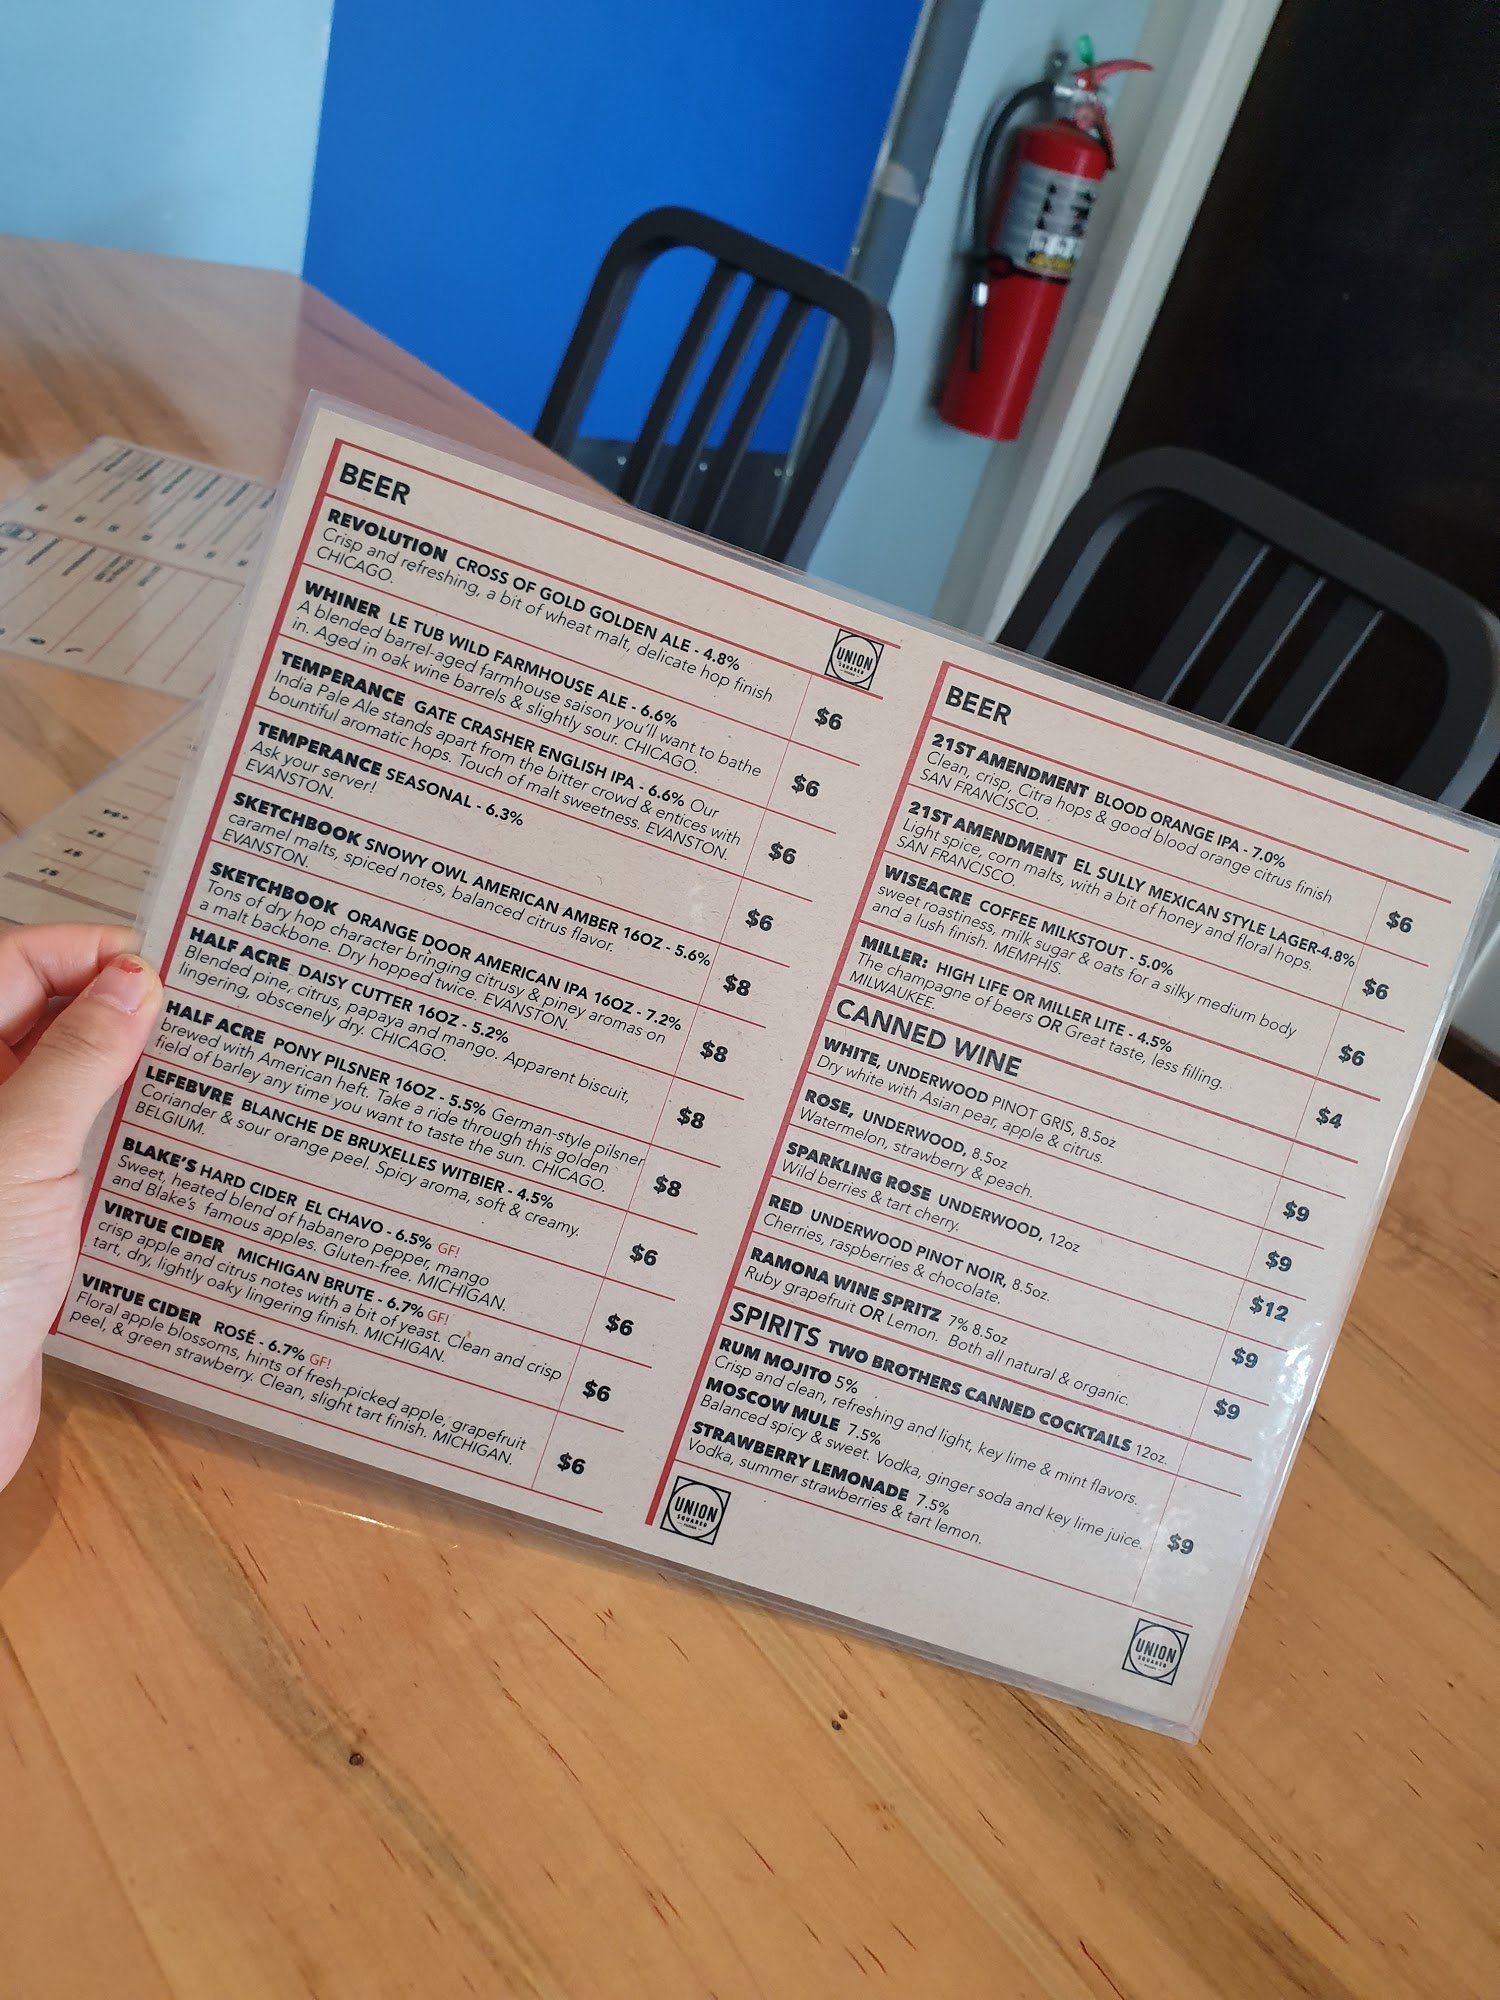 BEER
UNION
SQUARED
REVOLUTION CROSS OF GOLD GOLDEN ALE - 4.8%
Crisp and refreshing, a bit of wheat malt, delicate hop finish
CHICAGO.
$6
WHINER LE TUB WILD FARMHOUSE ALE - 6.6%
A blended barrel-aged farmhouse saison you'll want to bathe
in. Aged in oak wine barrels & slightly sour. CHICAGO.
$6
TEMPERANCE GATE CRASHER ENGLISH IPA - 6.6% Our
India Pale Ale stands apart from the bitter crowd & entices with
bountiful aromatic hops. Touch of malt sweetness. EVANSTON.
$6
TEMPERANCE SEASONAL - 6.3%
Ask your server!
EVANSTON.
$6
SKETCHBOOK SNOWY OWL AMERICAN AMBER 16OZ - 5.6%
caramel malts, spiced notes, balanced citrus flavor.
EVANSTON.
$8
SKETCHBOOK ORANGE DOOR AMERICAN IPA 16OZ - 7.2%
Tons of dry hop character bringing citrusy & piney aromas on
a malt backbone. Dry hopped twice. EVANSTON.
$8
HALF ACRE DAISY CUTTER 16OZ - 5.2%
Blended pine, citrus, papaya and mango. Apparent biscuit,
lingering, obscenely dry. CHICAGO.
$8
HALF ACRE PONY PILSNER 16OZ - 5.5% German-style pilsner
brewed with American heft. Take a ride through this golden
field of barley any time you want to taste the sun. CHICAGO.
$8
LEFEBVRE BLANCHE DE BRUXELLES WITBIER - 4.5%
Coriander & sour orange peel. Spicy aroma, soft & creamy.
BELGIUM.
$6
BLAKE'S HARD CIDER EL CHAVO - 6.5% GF!
Sweet, heated blend of habanero pepper, mango
and Blake's famous apples. Gluten-free. MICHIGAN.
$6
VIRTUE CIDER MICHIGAN BRUTE - 6.7% GF!
crisp apple and citrus notes with a bit of yeast. Clean and crisp
tart, dry, lightly oaky lingering finish. MICHIGAN.
$6
VIRTUE CIDER ROSÉ - 6.7% GF!
Floral apple blossoms, hints of fresh-picked apple, grapefruit
peel, & green strawberry. Clean, slight tart finish. MICHIGAN.
$6
UNION
SQUARED
BEER
21ST AMENDMENT BLOOD ORANGE IPA - 7.0%
Clean, crisp, Citra hops & good blood orange citrus finish
SAN FRANCISCO.
$6
21ST AMENDMENT EL SULLY MEXICAN STYLE LAGER-4.8%
Light spice, corn malts, with a bit of honey and floral hops.
SAN FRANCISCO.
$6
WISEACRE COFFEE MILKSTOUT - 5.0%
sweet roastiness, milk sugar & oats for a silky medium body
and a lush finish. MEMPHIS.
$6
MILLER: HIGH LIFE OR MILLER LITE - 4.5%
The champagne of beers OR Great taste, less filling.
MILWAUKEE.
$4
CANNED WINE
WHITE, UNDERWOOD PINOT GRIS, 8.5oz
Dry white with Asian pear, apple & citrus.
$9
ROSE, UNDERWOOD, 8.5oz
Watermelon, strawberry & peach.
$9
SPARKLING ROSE UNDERWOOD, 12oz
Wild berries & tart cherry.
$12
RED UNDERWOOD PINOT NOIR, 8.5oz.
Cherries, raspberries & chocolate.
$9
RAMONA WINE SPRITZ 7% 8.5oz
Ruby grapefruit OR Lemon. Both all natural & organic.
$9
SPIRITS TWO BROTHERS CANNED COCKTAILS 12oz.
RUM MOJITO 5%
Crisp and clean, refreshing and light, key lime & mint flavors.
MOSCOW MULE 7.5%
Balanced spicy & sweet. Vodka, ginger soda and key lime juice.
STRAWBERRY LEMONADE 7.5%
Vodka, summer strawberries & tart lemon.
$9
UNION
SQUARED